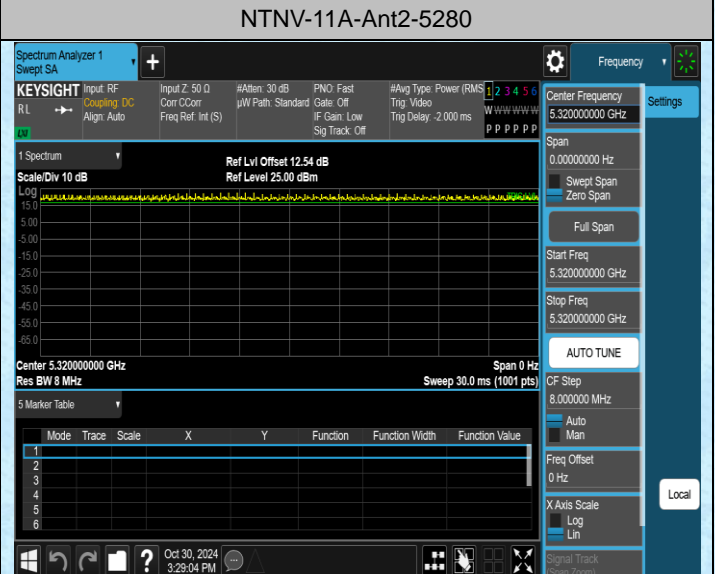 NTNV-11A-Ant2-5280
Spectrum Analyzer 1
Swept SA
+
Frequency
KEYSIGHT
RL
LXI
Input: RF
Coupling: DC
Align: Auto
Input Z: 50 Ω
Corr CCorr
Freq Ref: Int (S)
#Atten: 30 dB
µW Path: Standard
PNO: Fast
Gate: Off
IF Gain: Low
Sig Track: Off
#Avg Type: Power (RMS
Trig: Video
Trig Delay: -2.000 ms
1 2 3 4 5 6
W W W W W W
P P P P P P
1 Spectrum
Scale/Div 10 dB
Ref Lvl Offset 12.54 dB
Ref Level 25.00 dBm
Log
15.0
5.00
-5.00
-15.0
-25.0
-35.0
-45.0
-55.0
-65.0
Center 5.320000000 GHz
Span 0 Hz
Res BW 8 MHz
Sweep 30.0 ms (1001 pts)
5 Marker Table
Mode Trace Scale X Y Function Function Width Function Value
1
2
3
4
5
6
Center Frequency
5.320000000 GHz
Settings
Span
0.00000000 Hz
Swept Span
Zero Span
Full Span
Start Freq
5.320000000 GHz
Stop Freq
5.320000000 GHz
AUTO TUNE
CF Step
8.000000 MHz
Auto
Man
Freq Offset
0 Hz
X Axis Scale
Log
Lin
Local
Signal Track
(Span Zoom)
?
Oct 30, 2024
3:29:04 PM